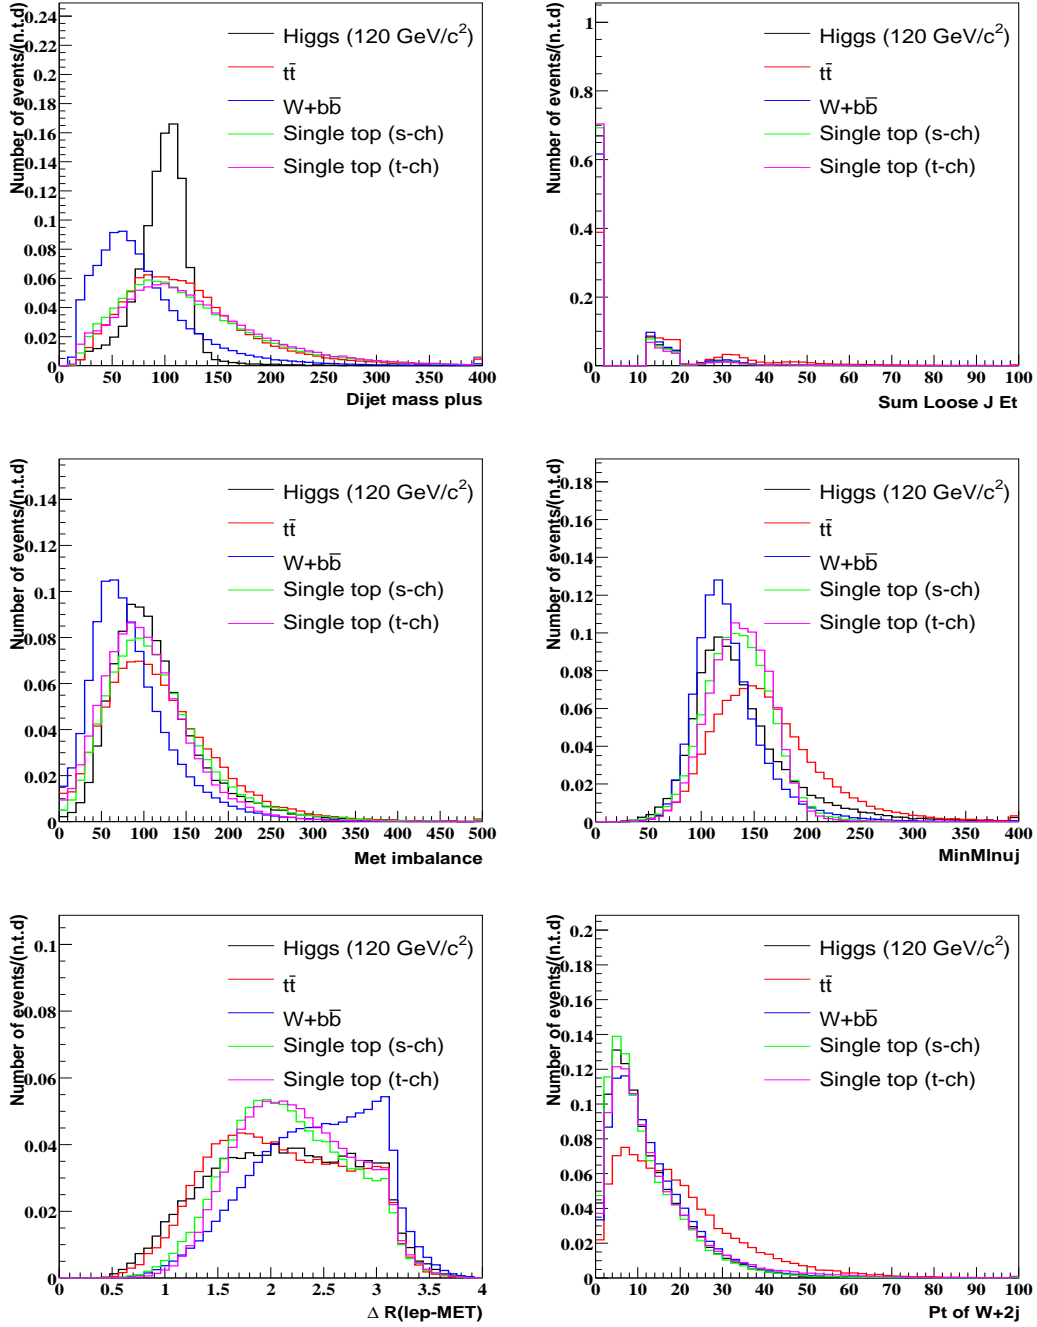 Number of events/(n.t.d)
0.24
0.22
0.2
0.18
0.16
0.14
0.12
0.1
0.08
0.06
0.04
0.02
0
Higgs (120 GeV/c²)
tt̄
W+bb̄
Single top (s-ch)
Single top (t-ch)
0 50 100 150 200 250 300 350 400
Dijet mass plus
Number of events/(n.t.d)
1
0.8
0.6
0.4
0.2
0
Higgs (120 GeV/c²)
tt̄
W+bb̄
Single top (s-ch)
Single top (t-ch)
0 10 20 30 40 50 60 70 80 90 100
Sum Loose J Et
Number of events/(n.t.d)
0.14
0.12
0.1
0.08
0.06
0.04
0.02
0
Higgs (120 GeV/c²)
tt̄
W+bb̄
Single top (s-ch)
Single top (t-ch)
0 50 100 150 200 250 300 350 400 450 500
Met imbalance
Number of events/(n.t.d)
0.18
0.16
0.14
0.12
0.1
0.08
0.06
0.04
0.02
0
Higgs (120 GeV/c²)
tt̄
W+bb̄
Single top (s-ch)
Single top (t-ch)
0 50 100 150 200 250 300 350 400
MinMlnuj
Number of events/(n.t.d)
0.1
0.08
0.06
0.04
0.02
0
Higgs (120 GeV/c²)
tt̄
W+bb̄
Single top (s-ch)
Single top (t-ch)
0 0.5 1 1.5 2 2.5 3 3.5 4
Δ R(lep-MET)
Number of events/(n.t.d)
0.2
0.18
0.16
0.14
0.12
0.1
0.08
0.06
0.04
0.02
0
Higgs (120 GeV/c²)
tt̄
W+bb̄
Single top (s-ch)
Single top (t-ch)
0 10 20 30 40 50 60 70 80 90 100
Pt of W+2j